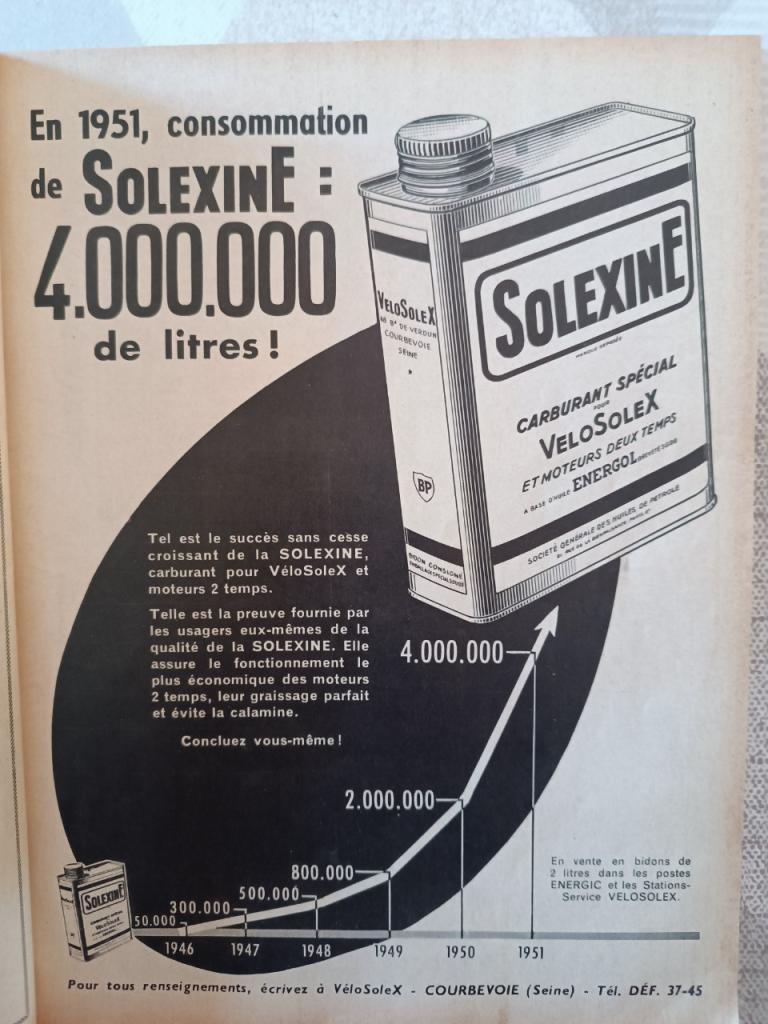 En 1951, consommation
de SOLEXINE :
4.000.000
de litres !
VELOSOLEX
COURBEVOIE
SEINE
BP
BIDON CONSIGNÉ
SOLEXINE
MARQUE DÉPOSÉE
CARBURANT SPÉCIAL
POUR
VELOSOLEX
ET MOTEURS DEUX TEMPS
A BASE D'HUILE ENERGOL
SOCIÉTÉ GÉNÉRALE DES HUILES DE PÉTROLE
Tel est le succès sans cesse
croissant de la SOLEXINE,
carburant pour VéloSoleX et
moteurs 2 temps.
Telle est la preuve fournie par
les usagers eux-mêmes de la
qualité de la SOLEXINE. Elle
assure le fonctionnement le
plus économique des moteurs
2 temps, leur graissage parfait
et évite la calamine.
Concluez vous-même !
4.000.000
2.000.000
800.000
500.000
300.000
50.000
1946 1947 1948 1949 1950 1951
SOLEXINE
VELOSOLEX
En vente en bidons de
2 litres dans les postes
ENERGIC et les Stations-
Service VELOSOLEX.
Pour tous renseignements, écrivez à VéloSoleX - COURBEVOIE (Seine) - Tél. DÉF. 37-45